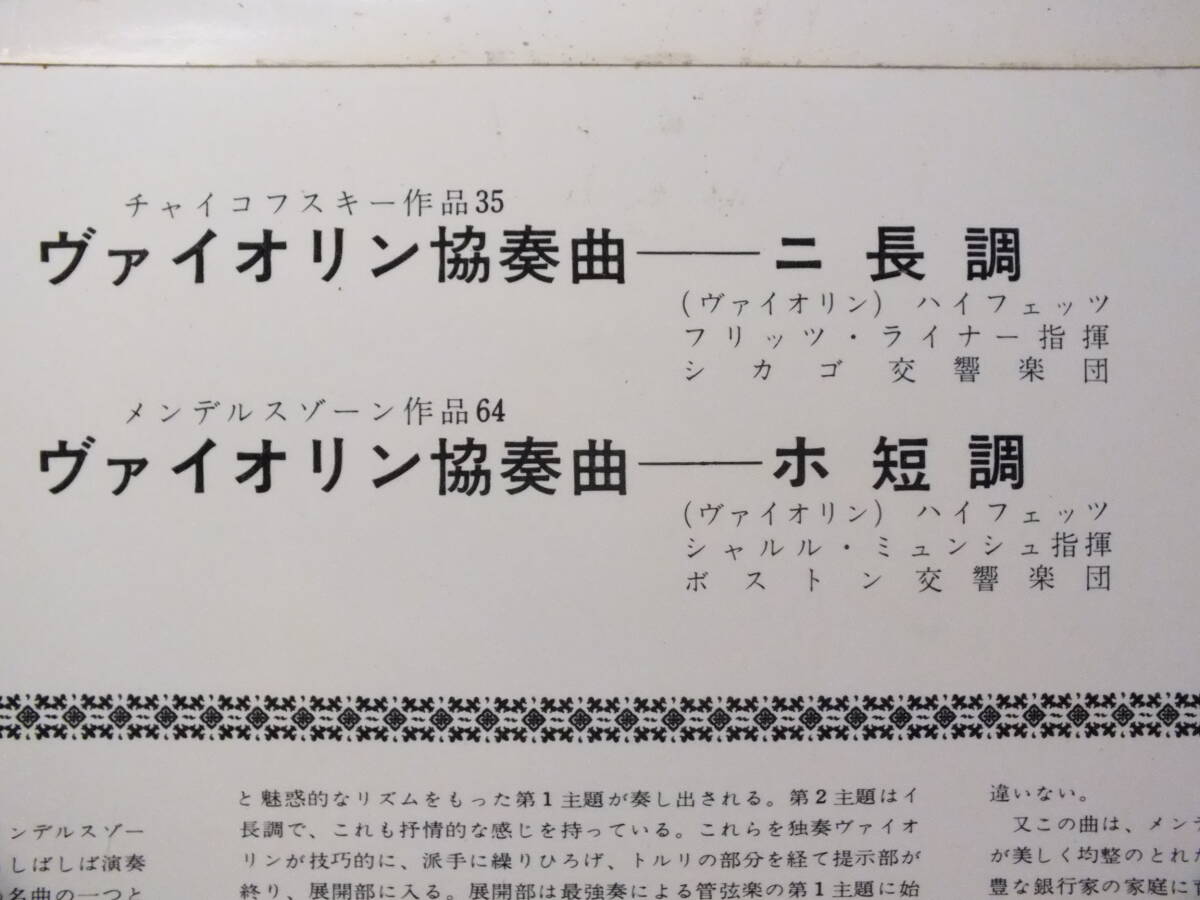 チャイコフスキー作品35
ヴァイオリン協奏曲――ニ長調
(ヴァイオリン) ハイフェッツ
フリッツ・ライナー指揮
シカゴ交響楽団
メンデルスゾーン作品64
ヴァイオリン協奏曲――ホ短調
(ヴァイオリン) ハイフェッツ
シャルル・ミュンシュ指揮
ボストン交響楽団
ンデルスゾー
しばしば演奏
名曲の一つと
と魅惑的なリズムをもった第1主題が奏し出される。第2主題はイ
長調で、これも抒情的な感じを持っている。これらを独奏ヴァイオ
リンが技巧的に、派手に繰りひろげ、トルリの部分を経て提示部が
終り、展開部に入る。展開部は最強奏による管弦楽の第1主題に始
違いない。
又この曲は、メンデ
が美しく均整のとれた
豊な銀行家の家庭に育